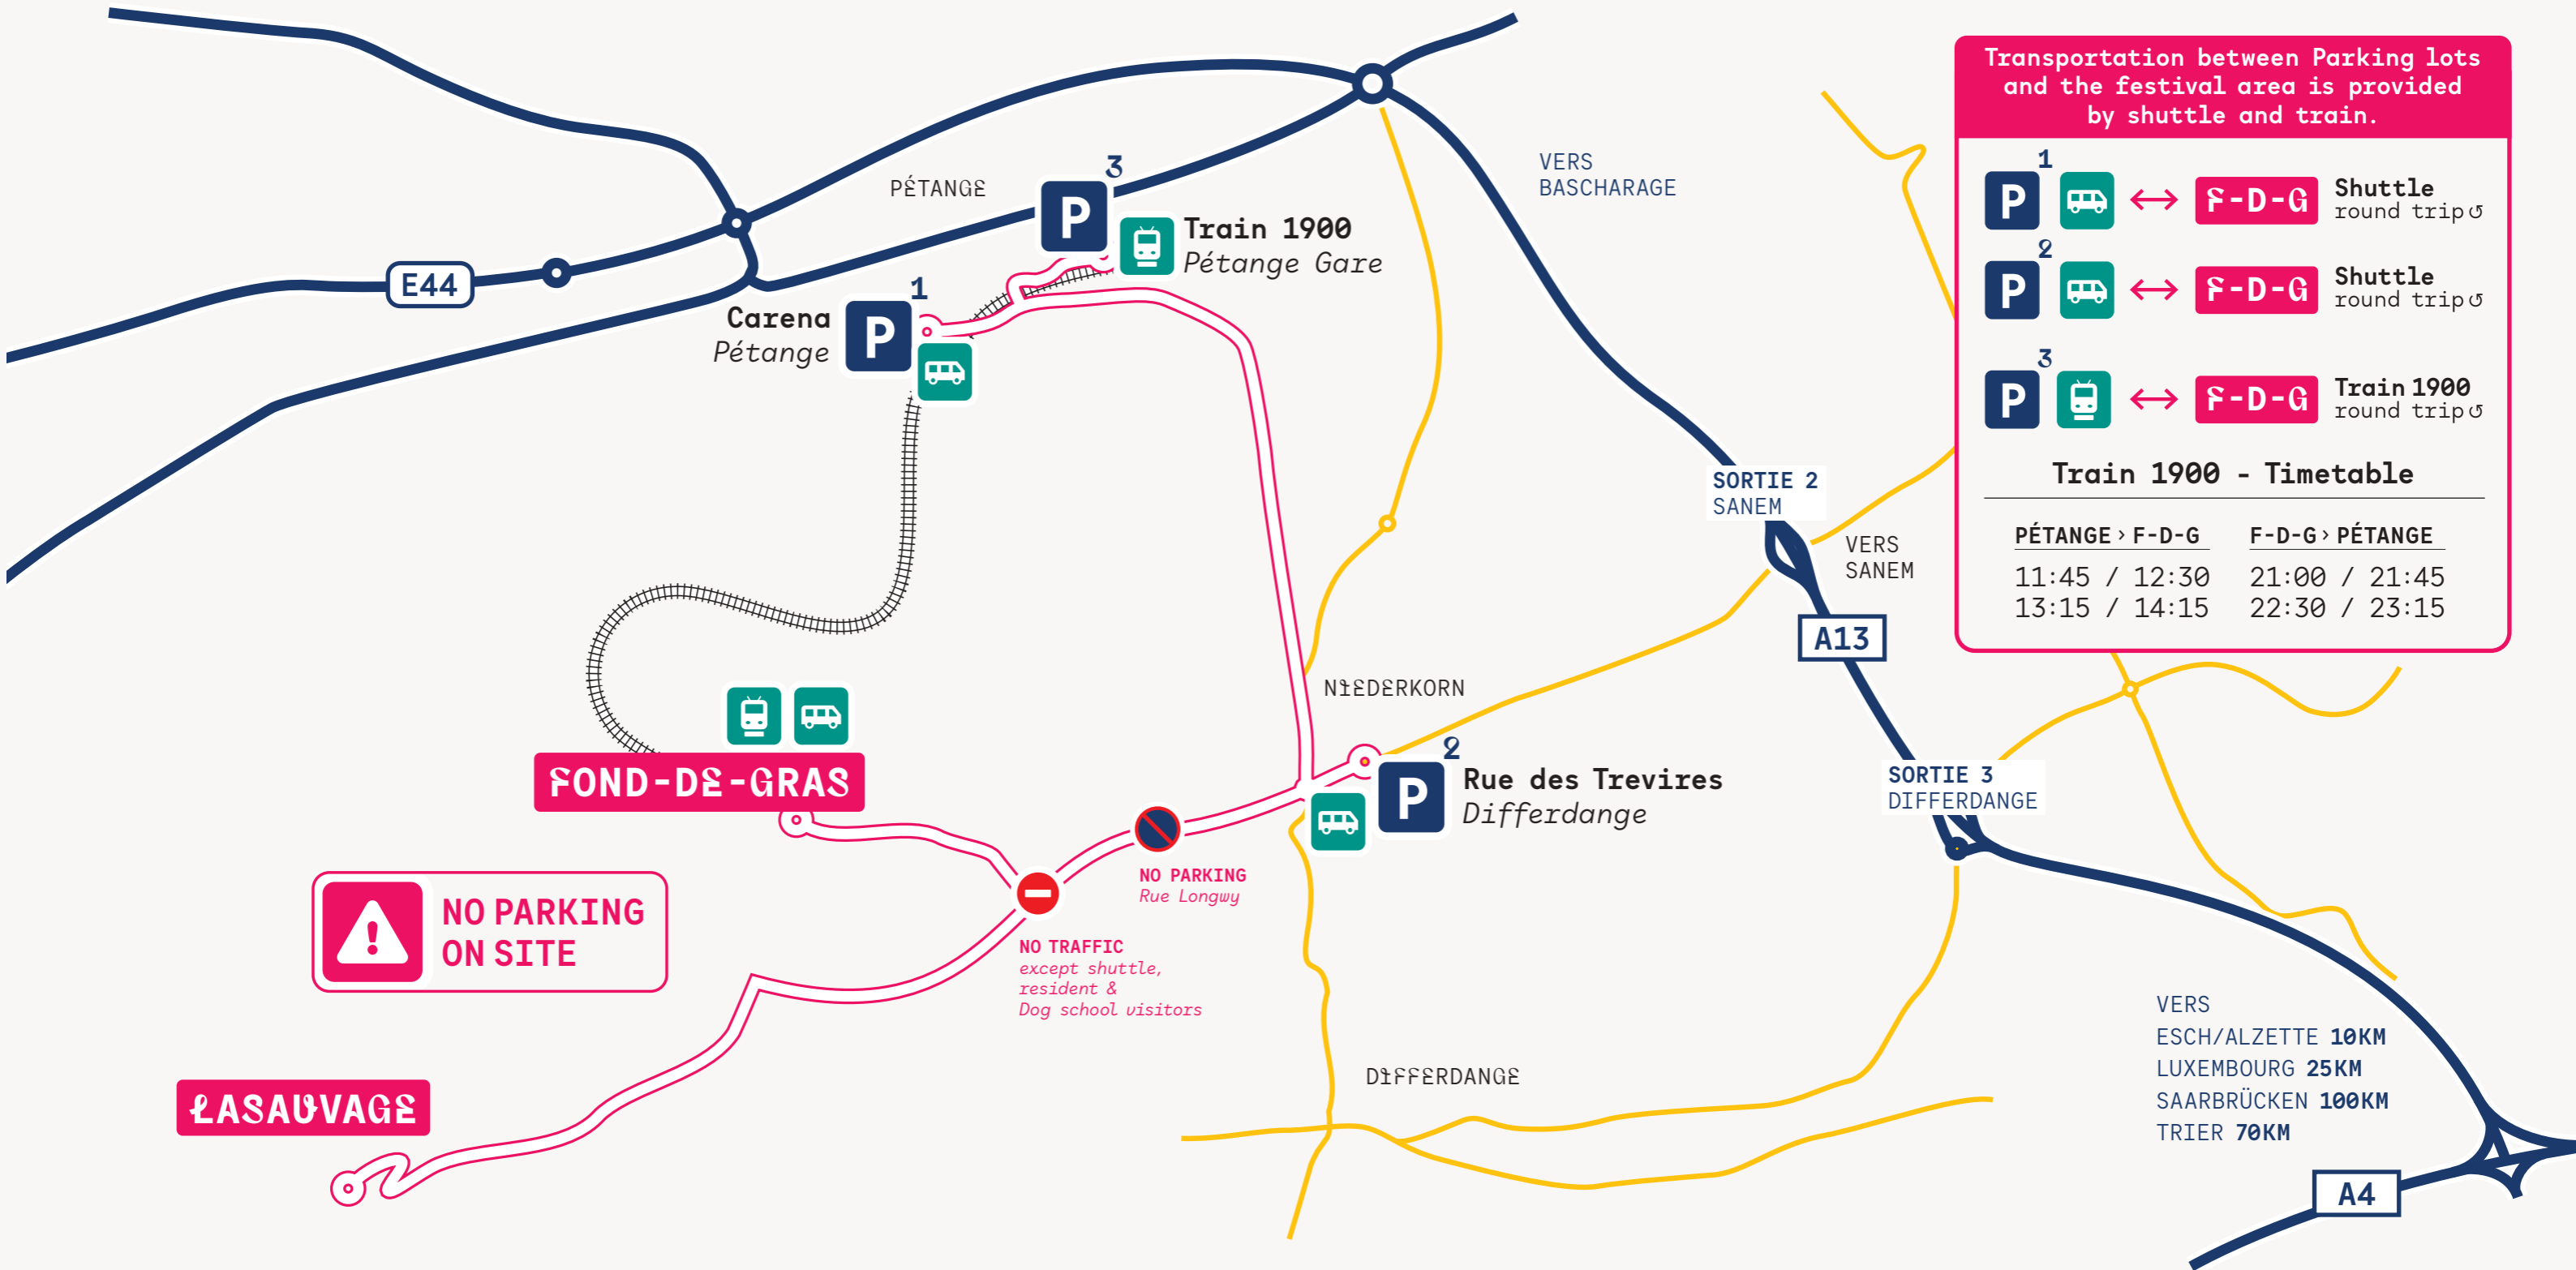 Transportation between Parking lots
and the festival area is provided
by shuttle and train.
1
P F-D-G Shuttle
round trip↺
2
P F-D-G Shuttle
round trip↺
3
P F-D-G Train 1900
round trip↺
Train 1900 - Timetable
PÉTANGE › F-D-G
11:45 / 12:30
13:15 / 14:15
F-D-G › PÉTANGE
21:00 / 21:45
22:30 / 23:15
PÉTANGE
3
P
Train 1900
Pétange Gare
VERS
BASCHARAGE
E44
1
P
Carena
Pétange
SORTIE 2
SANEM
VERS
SANEM
A13
NIEDERKORN
2
P
Rue des Trevires
Differdange
SORTIE 3
DIFFERDANGE
FOND-DE-GRAS
NO PARKING
Rue Longwy
NO PARKING
ON SITE
NO TRAFFIC
except shuttle,
resident &
Dog school visitors
DIFFERDANGE
LASAUVAGE
VERS
ESCH/ALZETTE 10KM
LUXEMBOURG 25KM
SAARBRÜCKEN 100KM
TRIER 70KM
A4